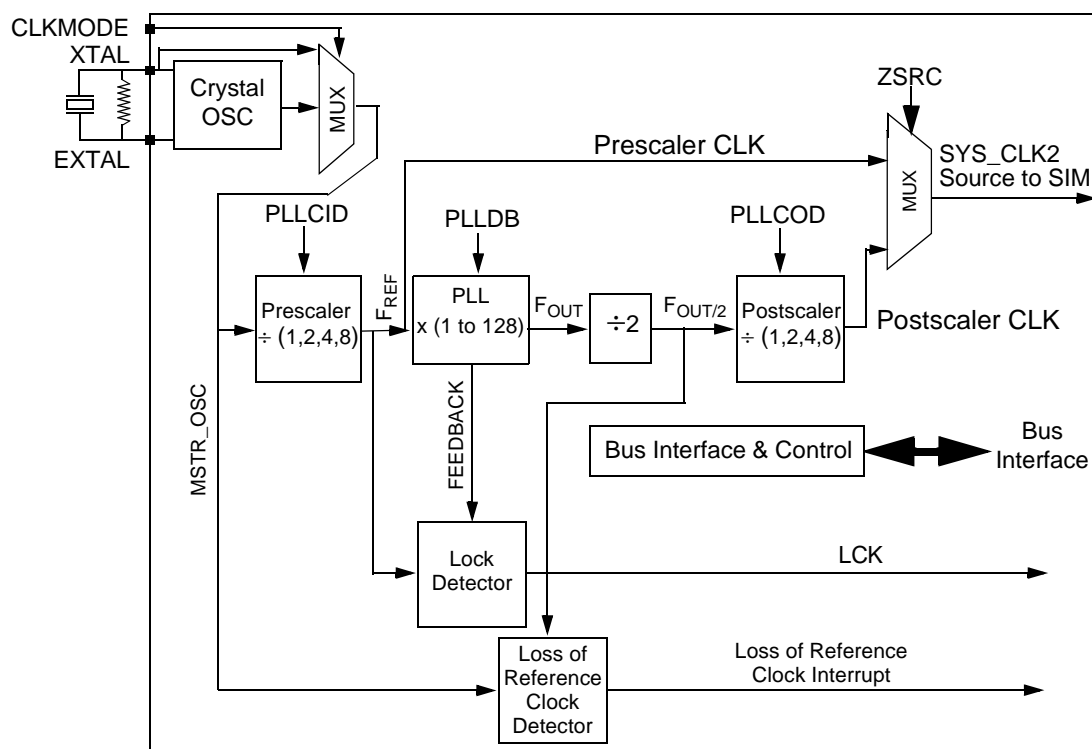 CLKMODE
XTAL
Crystal
OSC
EXTAL
MUX
ZSRC
Prescaler CLK
MUX
SYS_CLK2
Source to SIM
PLLCID
PLLDB
PLLCOD
Prescaler
÷ (1,2,4,8)
FREF
PLL
x (1 to 128)
FOUT
÷2
FOUT/2
Postscaler
÷ (1,2,4,8)
Postscaler CLK
MSTR_OSC
FEEDBACK
Bus Interface & Control
Bus
Interface
Lock
Detector
LCK
Loss of
Reference
Clock
Detector
Loss of Reference
Clock Interrupt